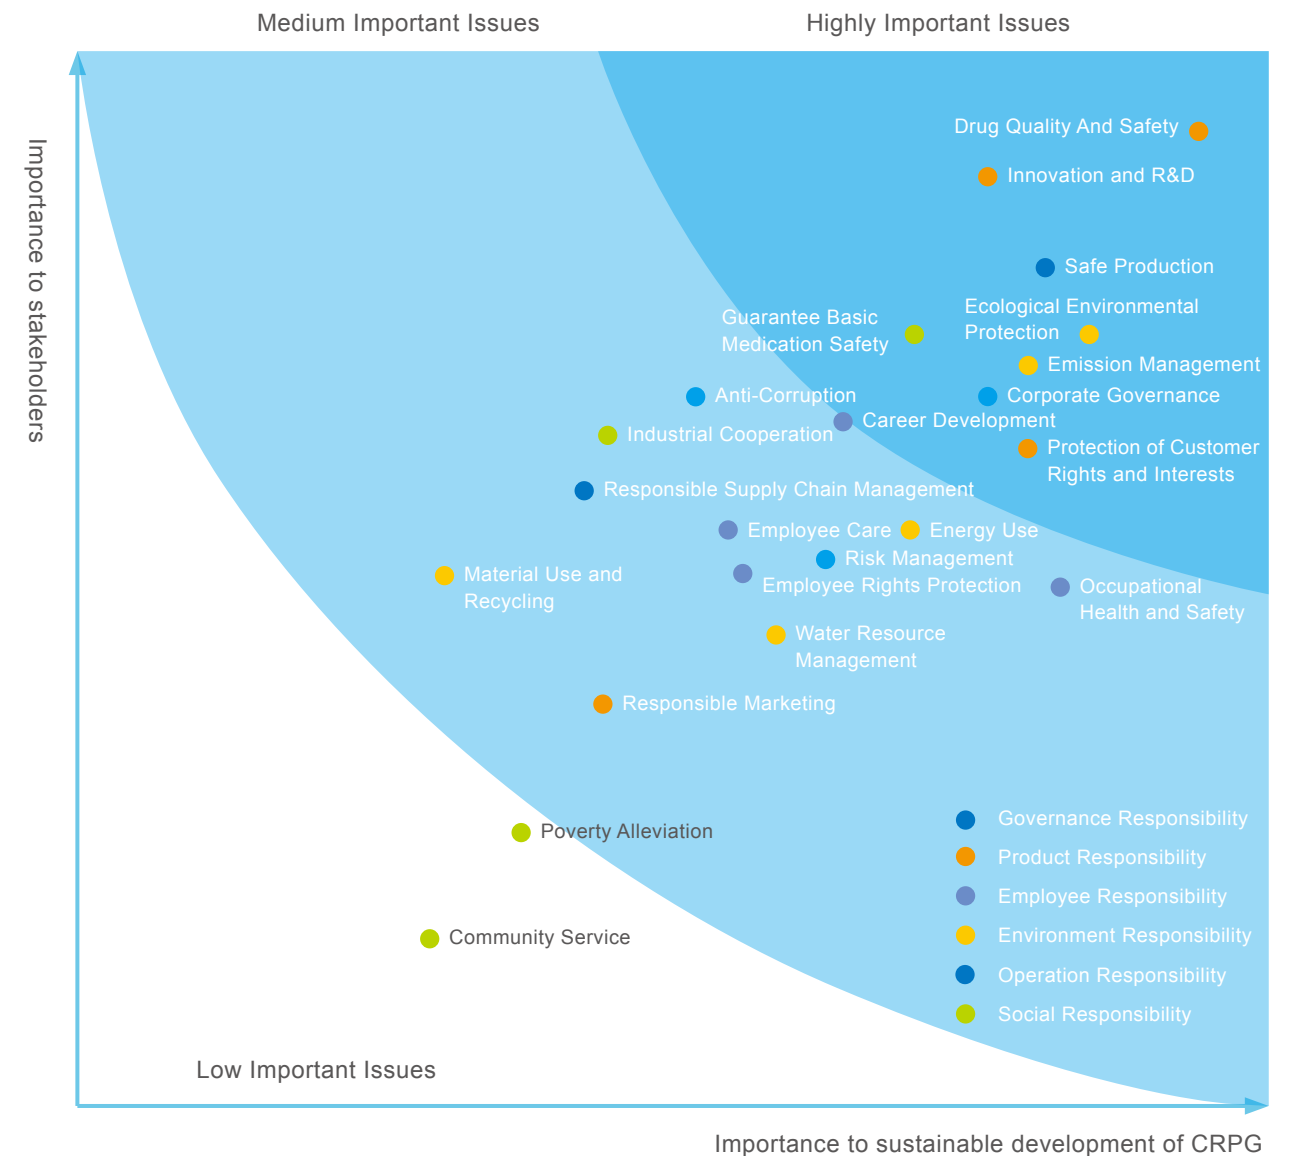 Medium Important Issues
Highly Important Issues
Importance to stakeholders
Drug Quality And Safety
Innovation and R&D
Safe Production
Ecological Environmental
Protection
Guarantee Basic
Medication Safety
Emission Management
Anti-Corruption
Corporate Governance
Career Development
Industrial Cooperation
Protection of Customer
Rights and Interests
Responsible Supply Chain Management
Employee Care
Energy Use
Risk Management
Material Use and
Recycling
Employee Rights Protection
Occupational
Health and Safety
Water Resource
Management
Responsible Marketing
Poverty Alleviation
Community Service
Governance Responsibility
Product Responsibility
Employee Responsibility
Environment Responsibility
Operation Responsibility
Social Responsibility
Low Important Issues
Importance to sustainable development of CRPG